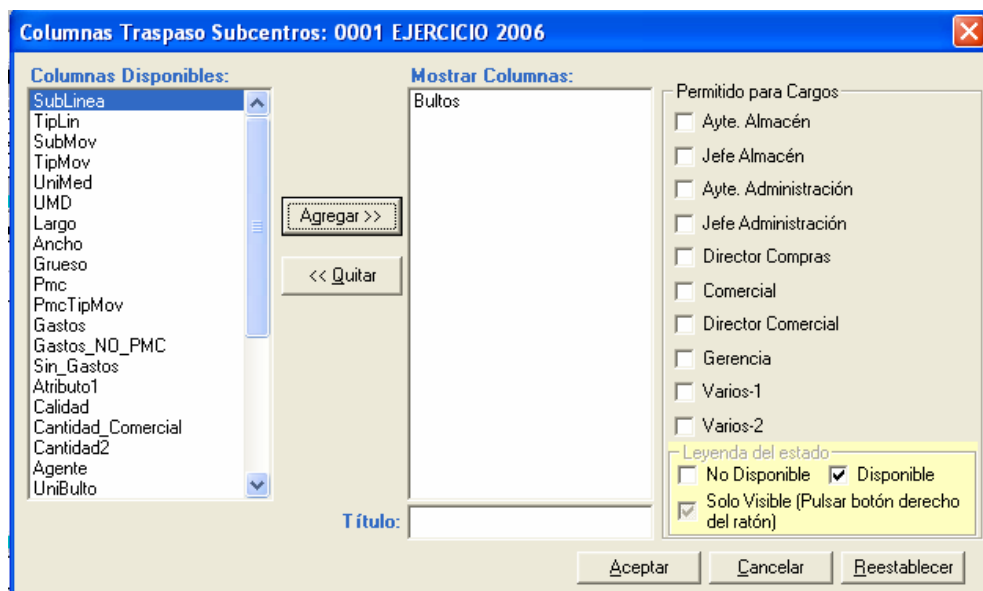 Columnas Traspaso Subcentros: 0001 EJERCICIO 2006
Columnas Disponibles:
SubLinea
TipLin
SubMov
TipMov
UniMed
UMD
Largo
Ancho
Grueso
Pmc
PmcTipMov
Gastos
Gastos_NO_PMC
Sin_Gastos
Atributo1
Calidad
Cantidad_Comercial
Cantidad2
Agente
UniBulto
Agregar >>
<< Quitar
Mostrar Columnas:
Bultos
Título:
Permitido para Cargos
Ayte. Almacén
Jefe Almacén
Ayte. Administración
Jefe Administración
Director Compras
Comercial
Director Comercial
Gerencia
Varios-1
Varios-2
Leyenda del estado
No Disponible
Disponible
Solo Visible (Pulsar botón derecho
del ratón)
Aceptar
Cancelar
Reestablecer